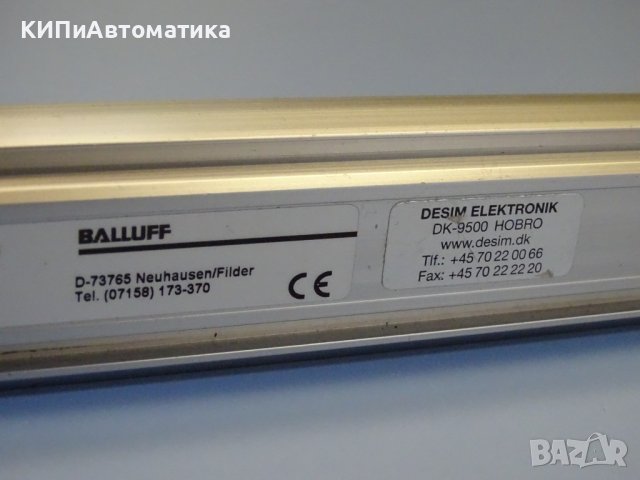 КИПиАвтоматика
BALLUFF
D-73765 Neuhausen/Filder
Tel. (07158) 173-370
CE
DESIM ELEKTRONIK
DK-9500 HOBRO
www.desim.dk
Tlf.: +45 70 22 00 66
Fax: +45 70 22 22 20
BAZAR